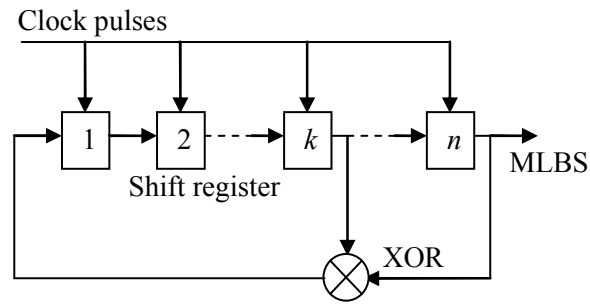 Clock pulses
1
2
k
n
MLBS
Shift register
XOR